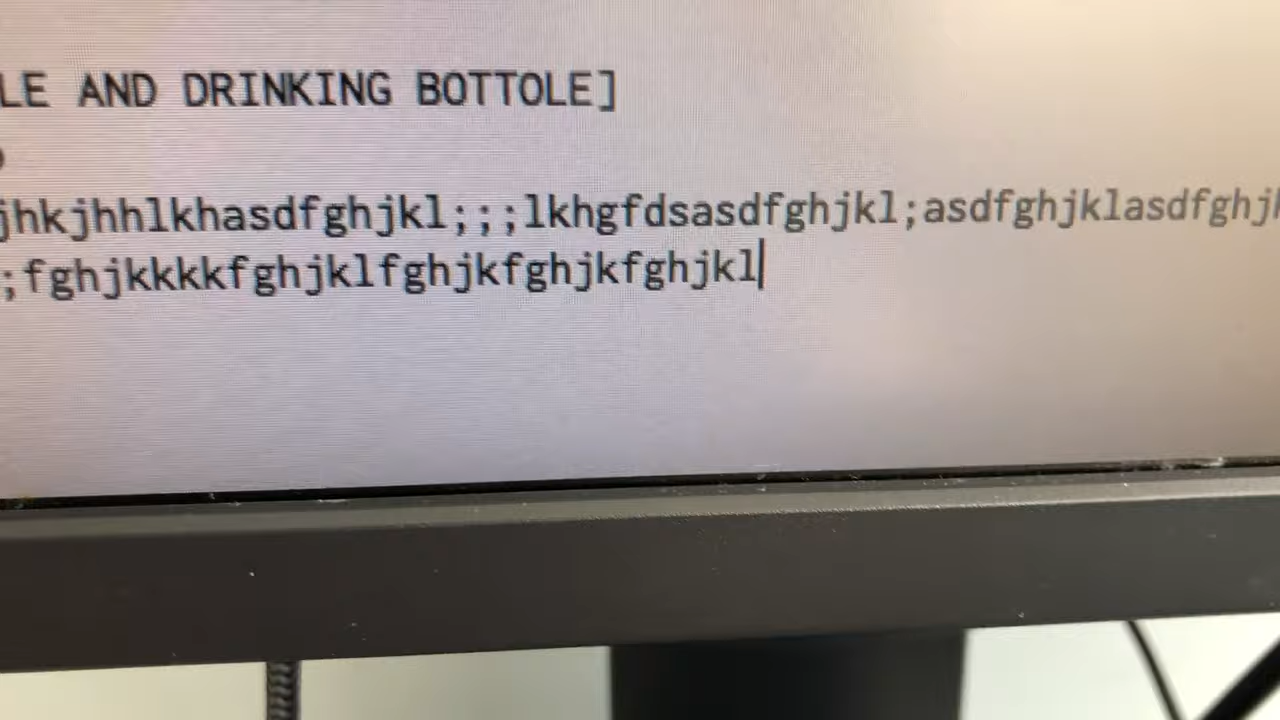 LE AND DRINKING BOTTOLE]
jhkjhhlkhasdfghjkl;;;lkhgfdsasdfghjkl;asdfghjklasdfghj
;fghjkkkkfghjklfghjkfghjkfghjkl